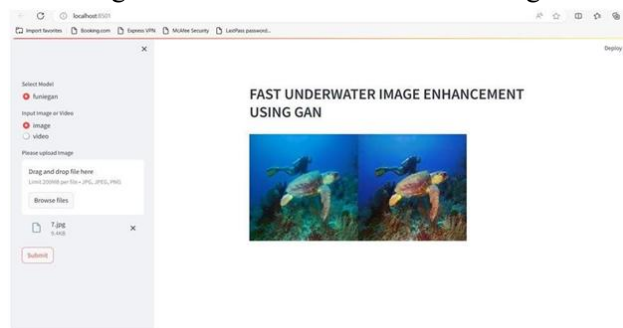 localhost:8501
Import favorites
Booking.com
Express VPN
McAfee Security
LastPass password...
Deploy
Select Model
funiegan
Input Image or Video
image
video
Please upload Image
Drag and drop file here
Limit 200MB per file • JPG, JPEG, PNG
Browse files
7.jpg
6.4KB
Submit
FAST UNDERWATER IMAGE ENHANCEMENT
USING GAN